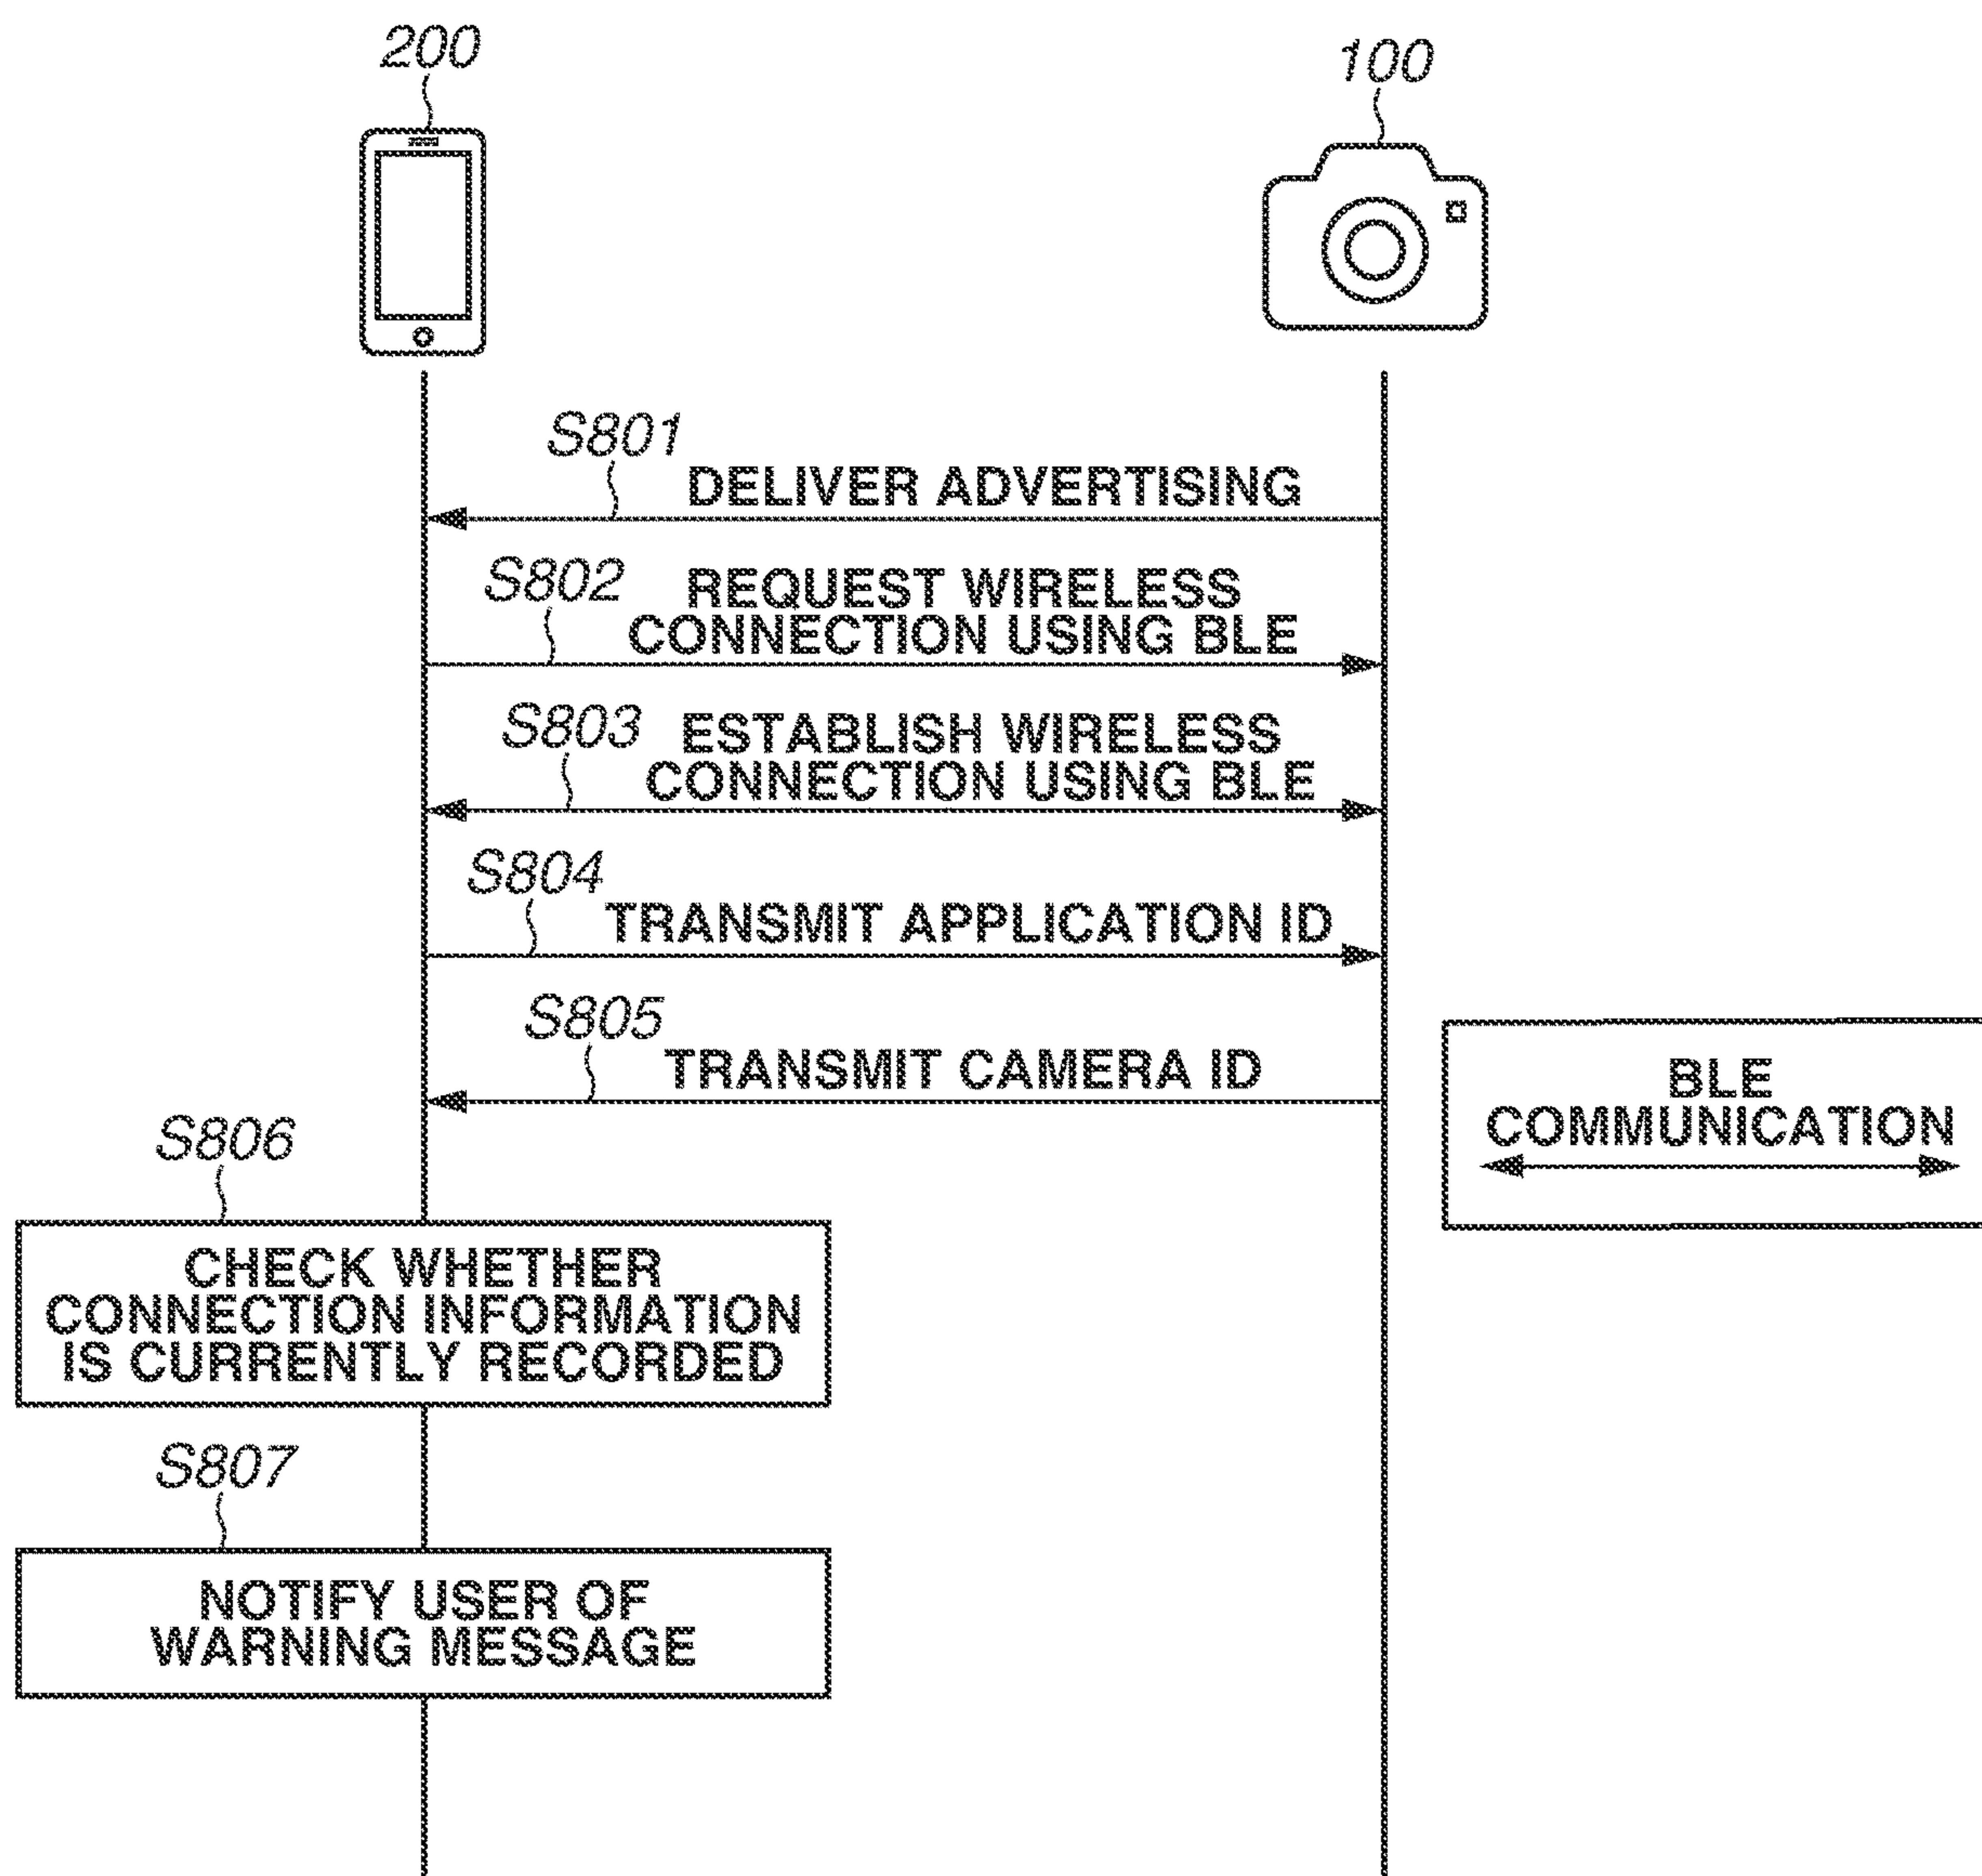 200
100
S801
DELIVER ADVERTISING
S802
REQUEST WIRELESS
CONNECTION USING BLE
S803
ESTABLISH WIRELESS
CONNECTION USING BLE
S804
TRANSMIT APPLICATION ID
S805
TRANSMIT CAMERA ID
BLE
COMMUNICATION
S806
CHECK WHETHER
CONNECTION INFORMATION
IS CURRENTLY RECORDED
S807
NOTIFY USER OF
WARNING MESSAGE